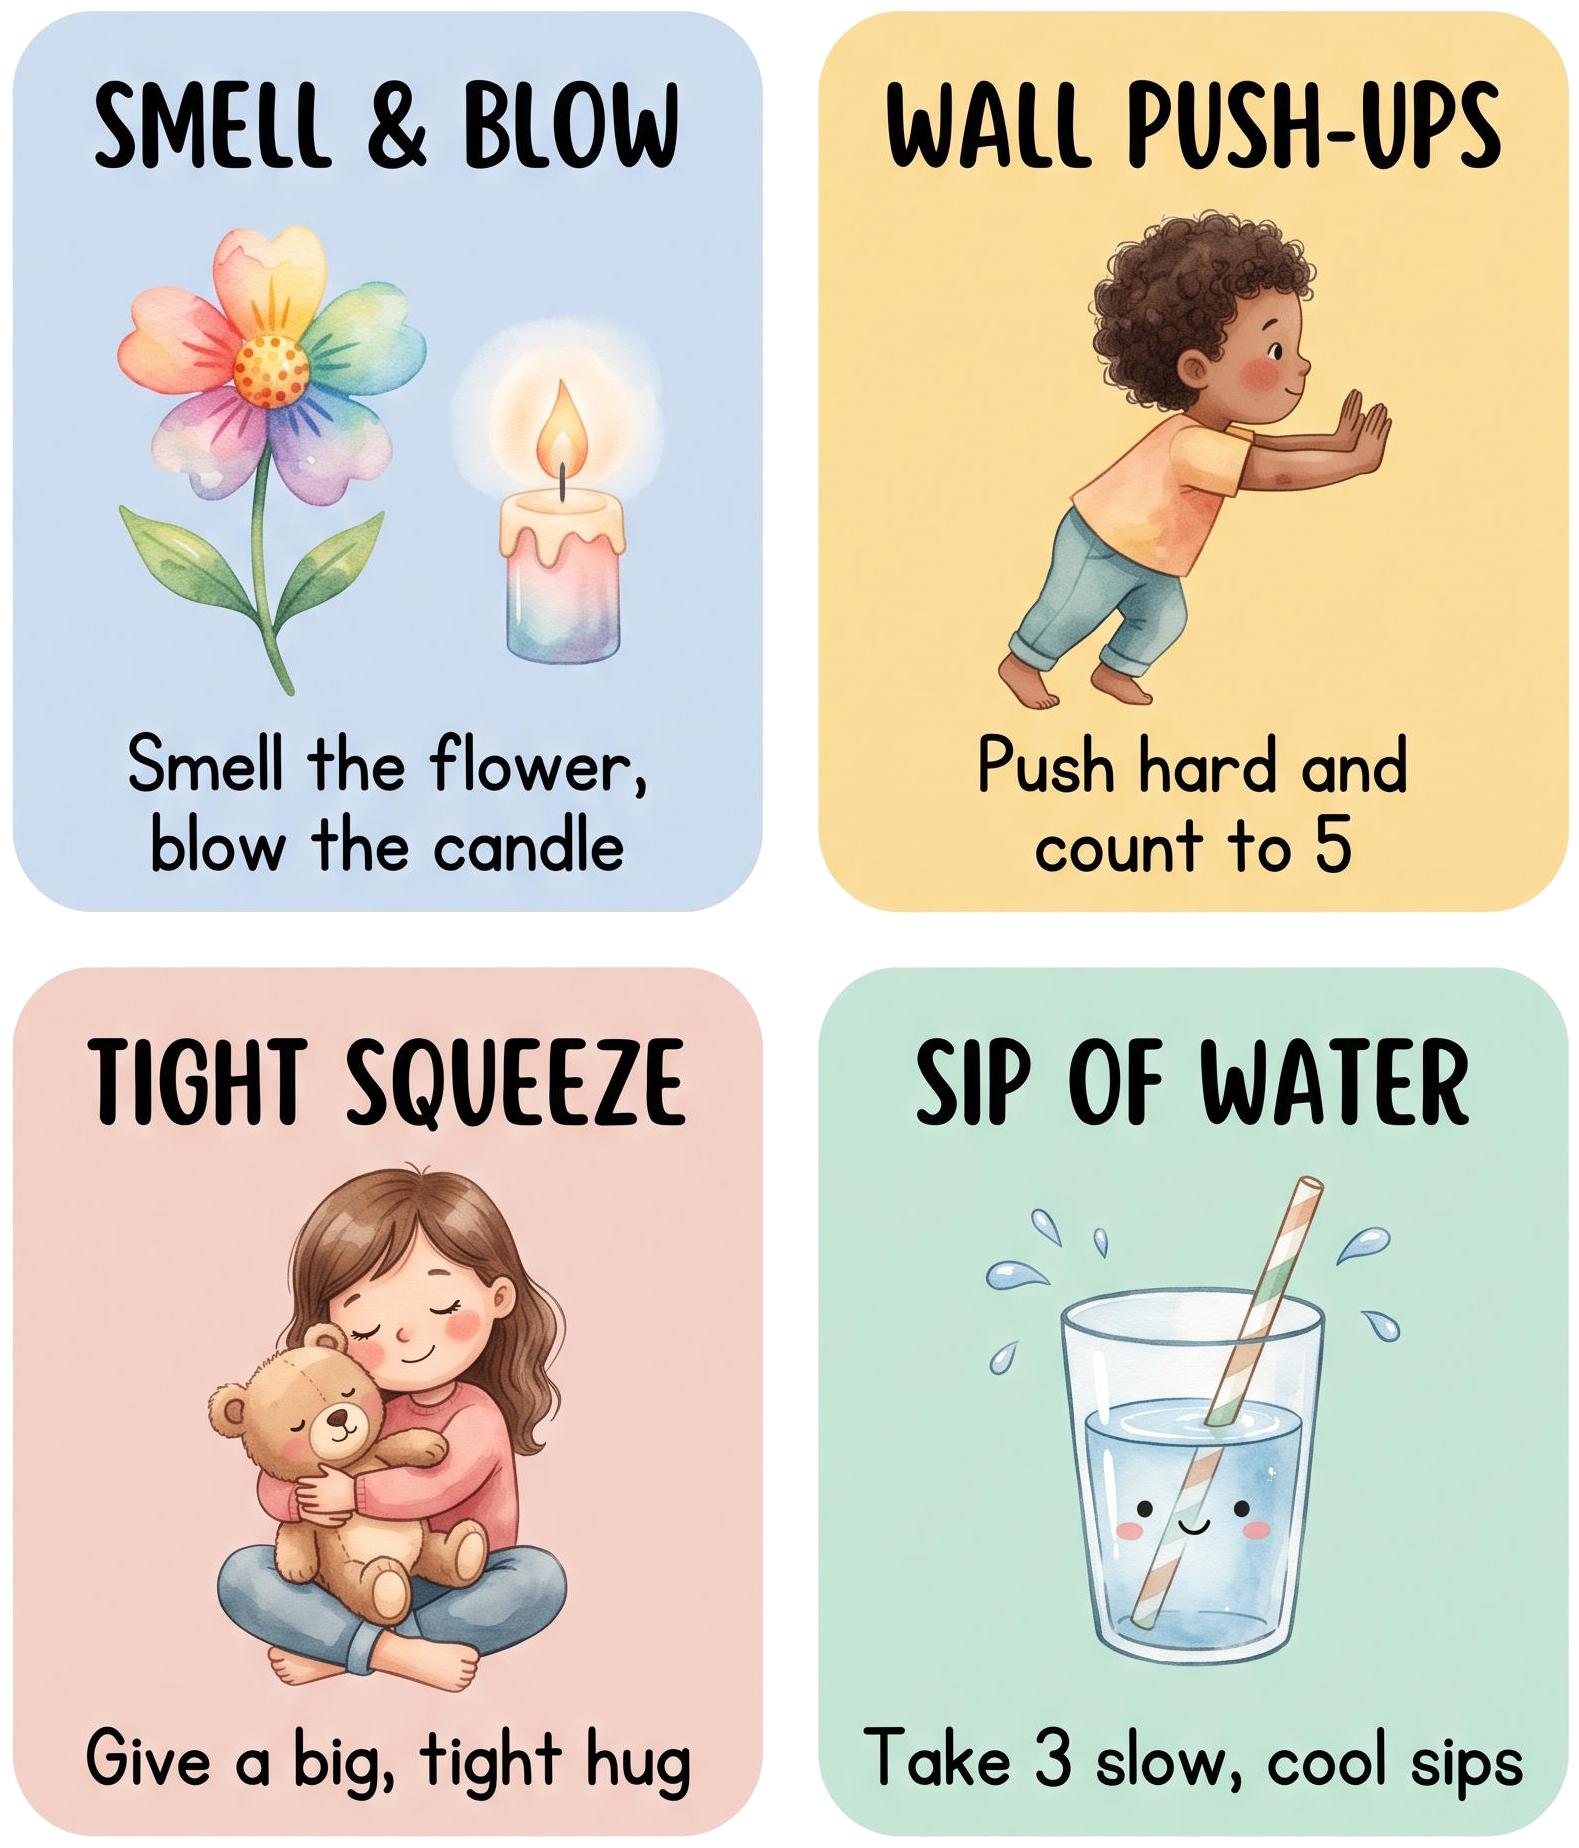 SMELL & BLOW
Smell the flower,
blow the candle
WALL PUSH-UPS
Push hard and
count to 5
TIGHT SQUEEZE
Give a big, tight hug
SIP OF WATER
Take 3 slow, cool sips